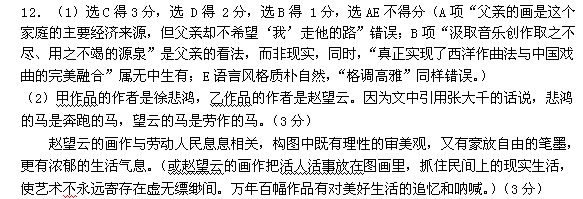 12. （1）选C得3分，选 D得2分，选B得 1分，选AE不得分（A项“父亲的画是这个
家庭的主要经济来源，但父亲却不希望‘我’走他的路”错误；B项“汲取音乐创作取之不
尽、用之不竭的源泉”是父亲的看法，而非现实，同时，“真正实现了西洋作曲法与中国戏
曲的完美融合”属无中生有；E语言风格质朴自然，“格调高雅”同样错误。）
（2）甲作品的作者是徐悲鸿，乙作品的作者是赵望云。因为文中引用张大千的话说，悲鸿
的马是奔跑的马，望云的马是劳作的马。（3分）
赵望云的画作与劳动人民息息相关，构图中既有理性的审美观，又有豪放自由的笔墨，
更有浓郁的生活气息。（或赵望云的画作把活人活事放在图画里，抓住民间上的现实生活，
使艺术不永远寄存在虚无缥缈间。万年百幅作品有对美好生活的追忆和呐喊。）（3分）